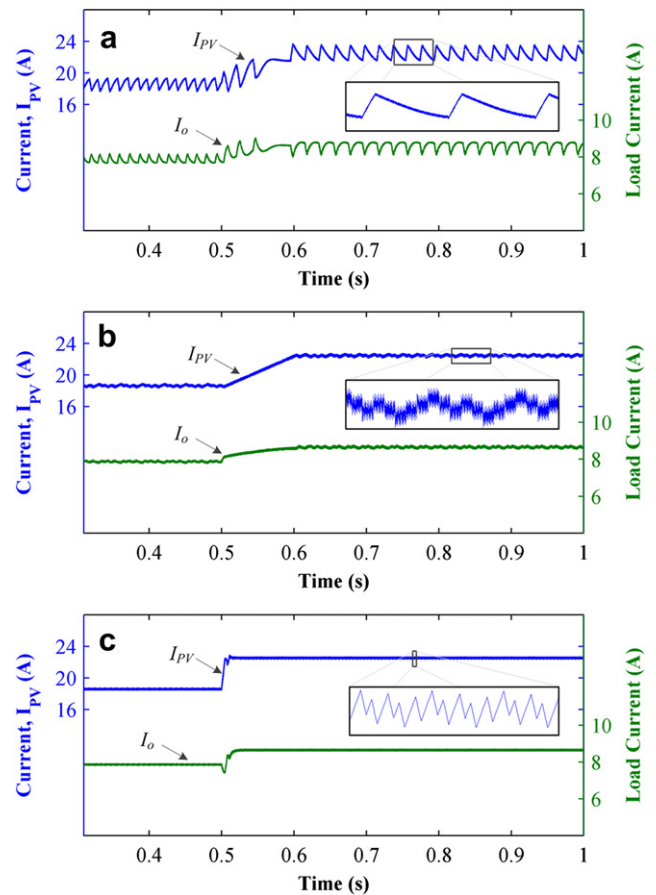 a
Current, I_PV (A)
Load Current (A)
24
20
16
10
8
6
I_PV
I_o
0.4 0.5 0.6 0.7 0.8 0.9 1
Time (s)
b
Current, I_PV (A)
Load Current (A)
24
20
16
10
8
6
I_PV
I_o
0.4 0.5 0.6 0.7 0.8 0.9 1
Time (s)
c
Current, I_PV (A)
Load Current (A)
24
20
16
10
8
6
I_PV
I_o
0.4 0.5 0.6 0.7 0.8 0.9 1
Time (s)